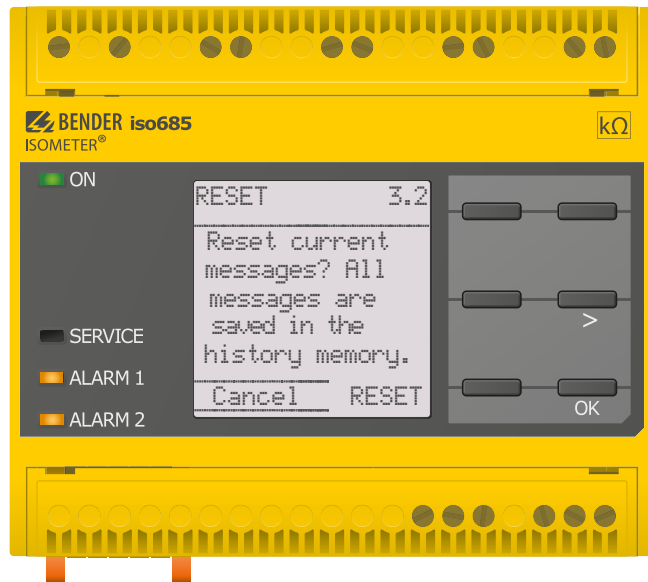 BENDER iso685
ISOMETER®
kΩ
ON
RESET 3.2
Reset current
messages? All
messages are
saved in the
history memory.
Cancel RESET
SERVICE
ALARM 1
ALARM 2
>
OK